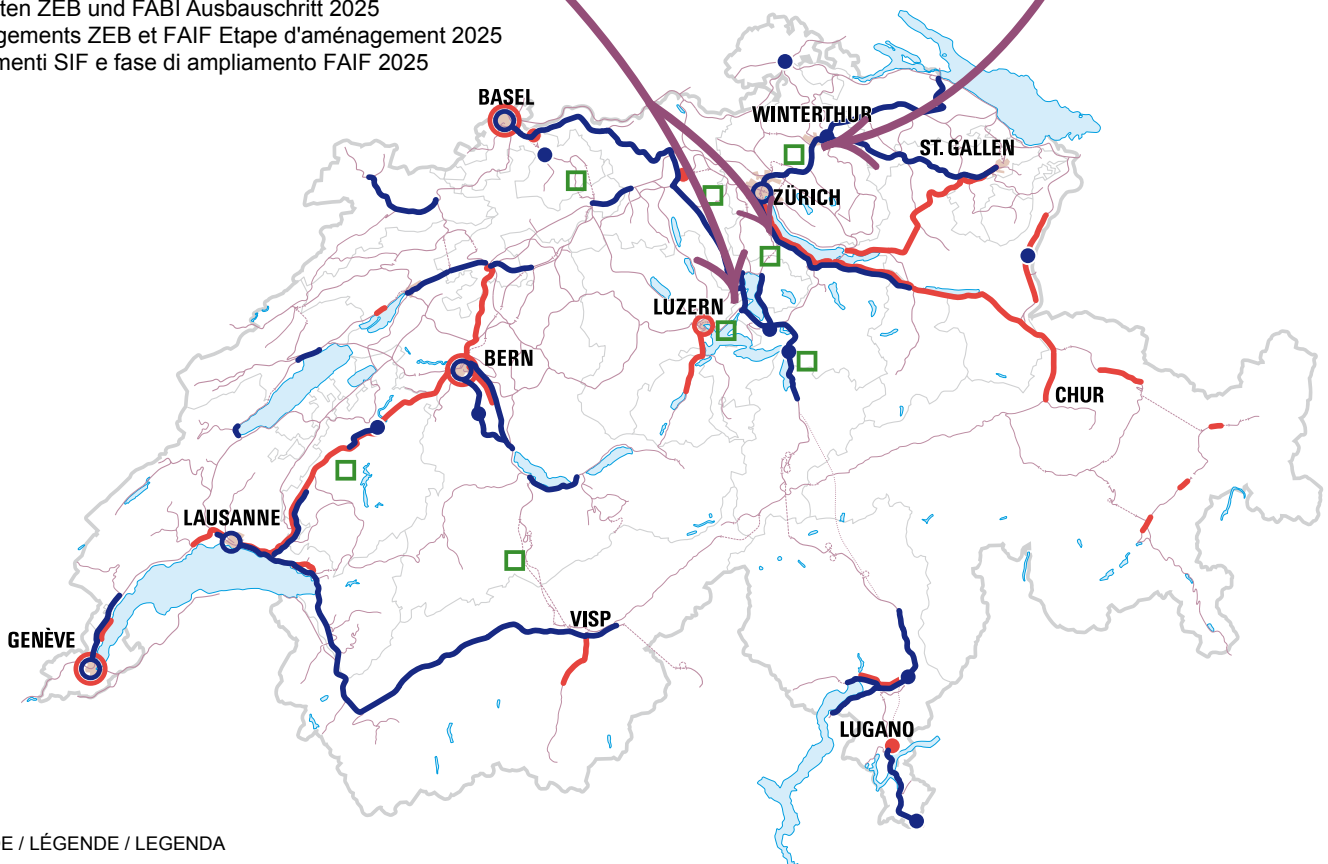 ten ZEB und FABI Ausbauschritt 2025
gements ZEB et FAIF Etape d'aménagement 2025
menti SIF e fase di ampliamento FAIF 2025
BASEL
WINTERTHUR
ST. GALLEN
ZÜRICH
LUZERN
BERN
CHUR
LAUSANNE
VISP
GENÈVE
LUGANO
E / LÉGENDE / LEGENDA